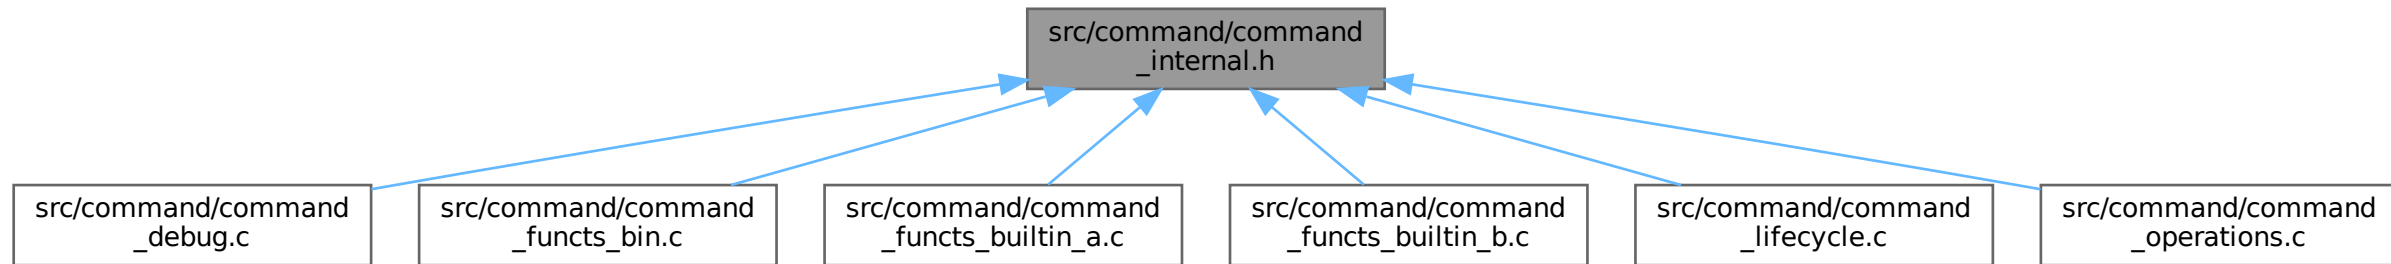 src/command/command
_internal.h
src/command/command
_debug.c
src/command/command
_functs_bin.c
src/command/command
_functs_builtin_a.c
src/command/command
_functs_builtin_b.c
src/command/command
_lifecycle.c
src/command/command
_operations.c